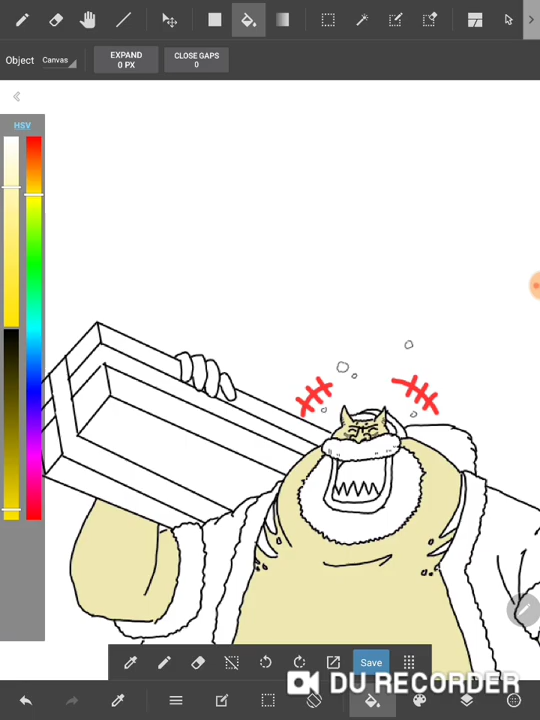 Object
Canvas
EXPAND
0 PX
CLOSE GAPS
0
HSV
Save
DU RECORDER